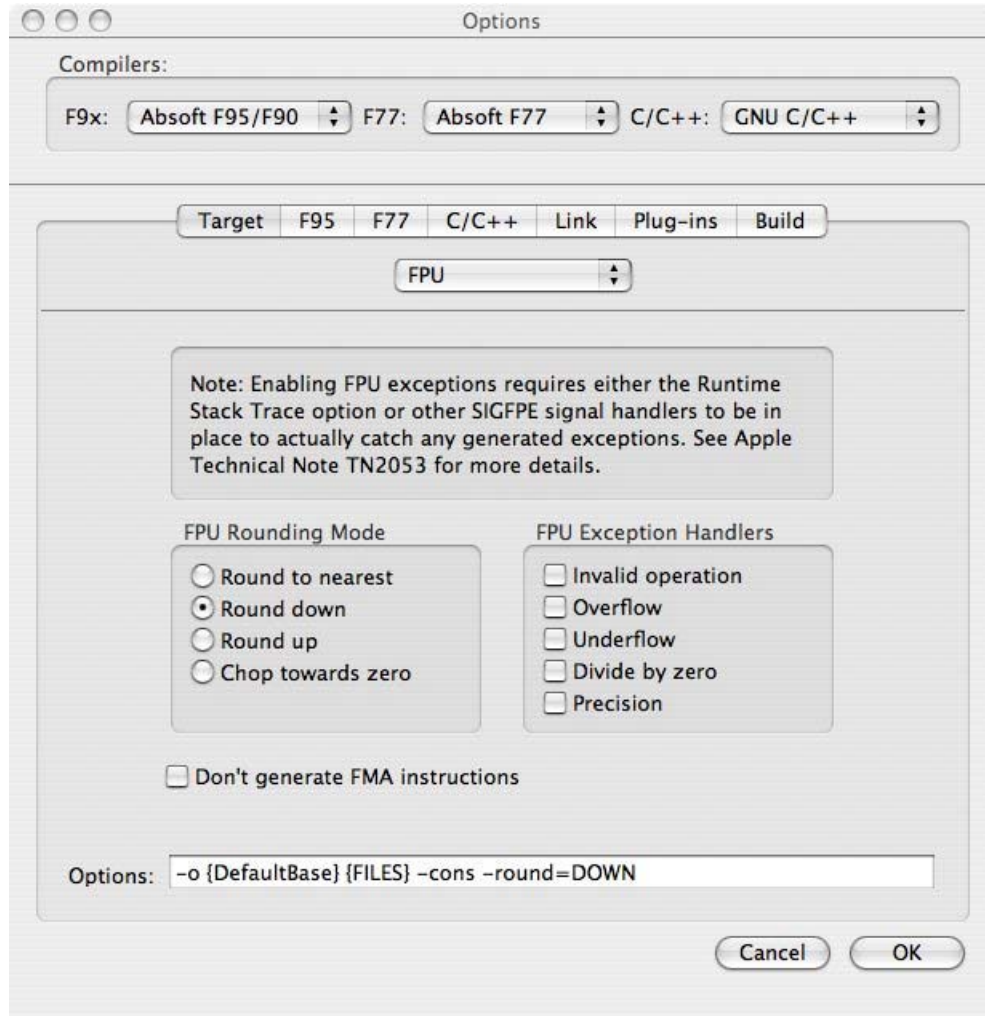 Options
Compilers:
F9x: Absoft F95/F90 F77: Absoft F77 C/C++: GNU C/C++
Target F95 F77 C/C++ Link Plug-ins Build
FPU
Note: Enabling FPU exceptions requires either the Runtime
Stack Trace option or other SIGFPE signal handlers to be in
place to actually catch any generated exceptions. See Apple
Technical Note TN2053 for more details.
FPU Rounding Mode
Round to nearest
Round down
Round up
Chop towards zero
FPU Exception Handlers
Invalid operation
Overflow
Underflow
Divide by zero
Precision
Don't generate FMA instructions
Options: -o {DefaultBase} {FILES} -cons -round=DOWN
Cancel OK